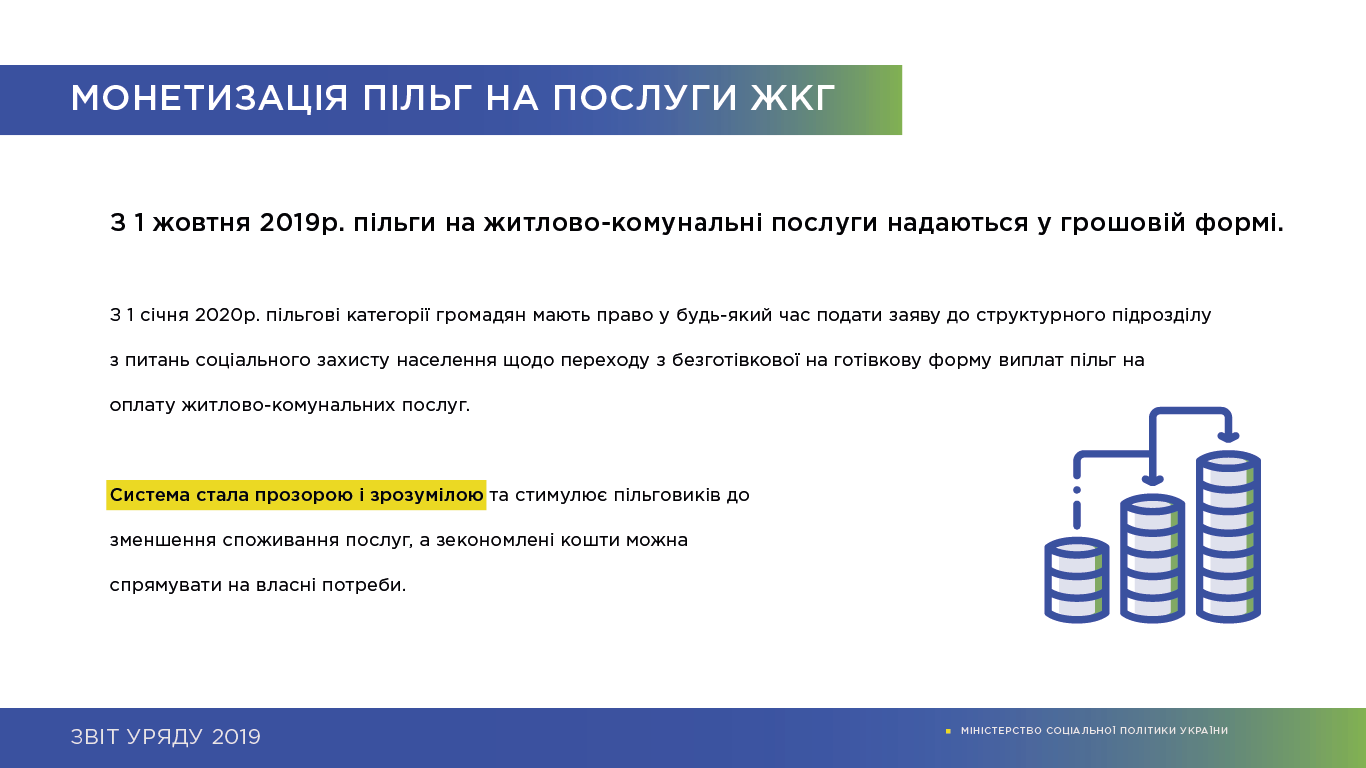 МОНЕТИЗАЦІЯ ПІЛЬГ НА ПОСЛУГИ ЖКГ
З 1 жовтня 2019р. пільги на житлово-комунальні послуги надаються у грошовій формі.
З 1 січня 2020р. пільгові категорії громадян мають право у будь-який час подати заяву до структурного підрозділу
з питань соціального захисту населення щодо переходу з безготівкової на готівкову форму виплат пільг на
оплату житлово-комунальних послуг.
Система стала прозорою і зрозумілою та стимулює пільговиків до
зменшення споживання послуг, а зекономлені кошти можна
спрямувати на власні потреби.
ЗВІТ УРЯДУ 2019
МІНІСТЕРСТВО СОЦІАЛЬНОЇ ПОЛІТИКИ УКРАЇНИ